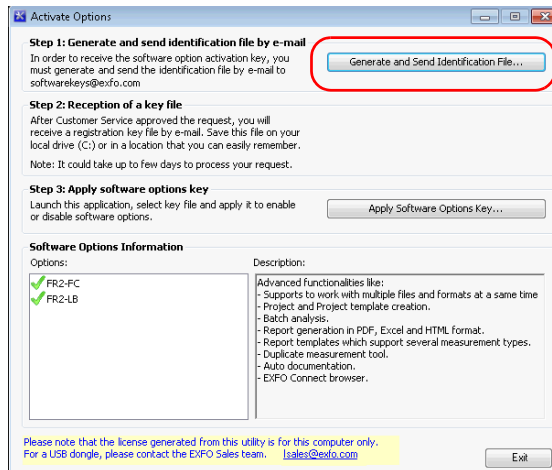 Activate Options
Step 1: Generate and send identification file by e-mail
In order to receive the software option activation key, you
must generate and send the identification file by e-mail to
softwarekeys@exfo.com
Generate and Send Identification File...
Step 2: Reception of a key file
After Customer Service approved the request, you will
receive a registration key file by e-mail. Save this file on your
local drive (C:) or in a location that you can easily remember.
Note: It could take up to few days to process your request.
Step 3: Apply software options key
Launch this application, select key file and apply it to enable
or disable software options.
Apply Software Options Key...
Software Options Information
Options:
FR2-FC
FR2-LB
Description:
Advanced functionalities like:
- Supports to work with multiple files and formats at a same time
- Project and Project template creation.
- Batch analysis.
- Report generation in PDF, Excel and HTML format.
- Report templates which support several measurement types.
- Duplicate measurement tool.
- Auto documentation.
- EXFO Connect browser.
Please note that the license generated from this utility is for this computer only.
For a USB dongle, please contact the EXFO Sales team. Isales@exfo.com
Exit